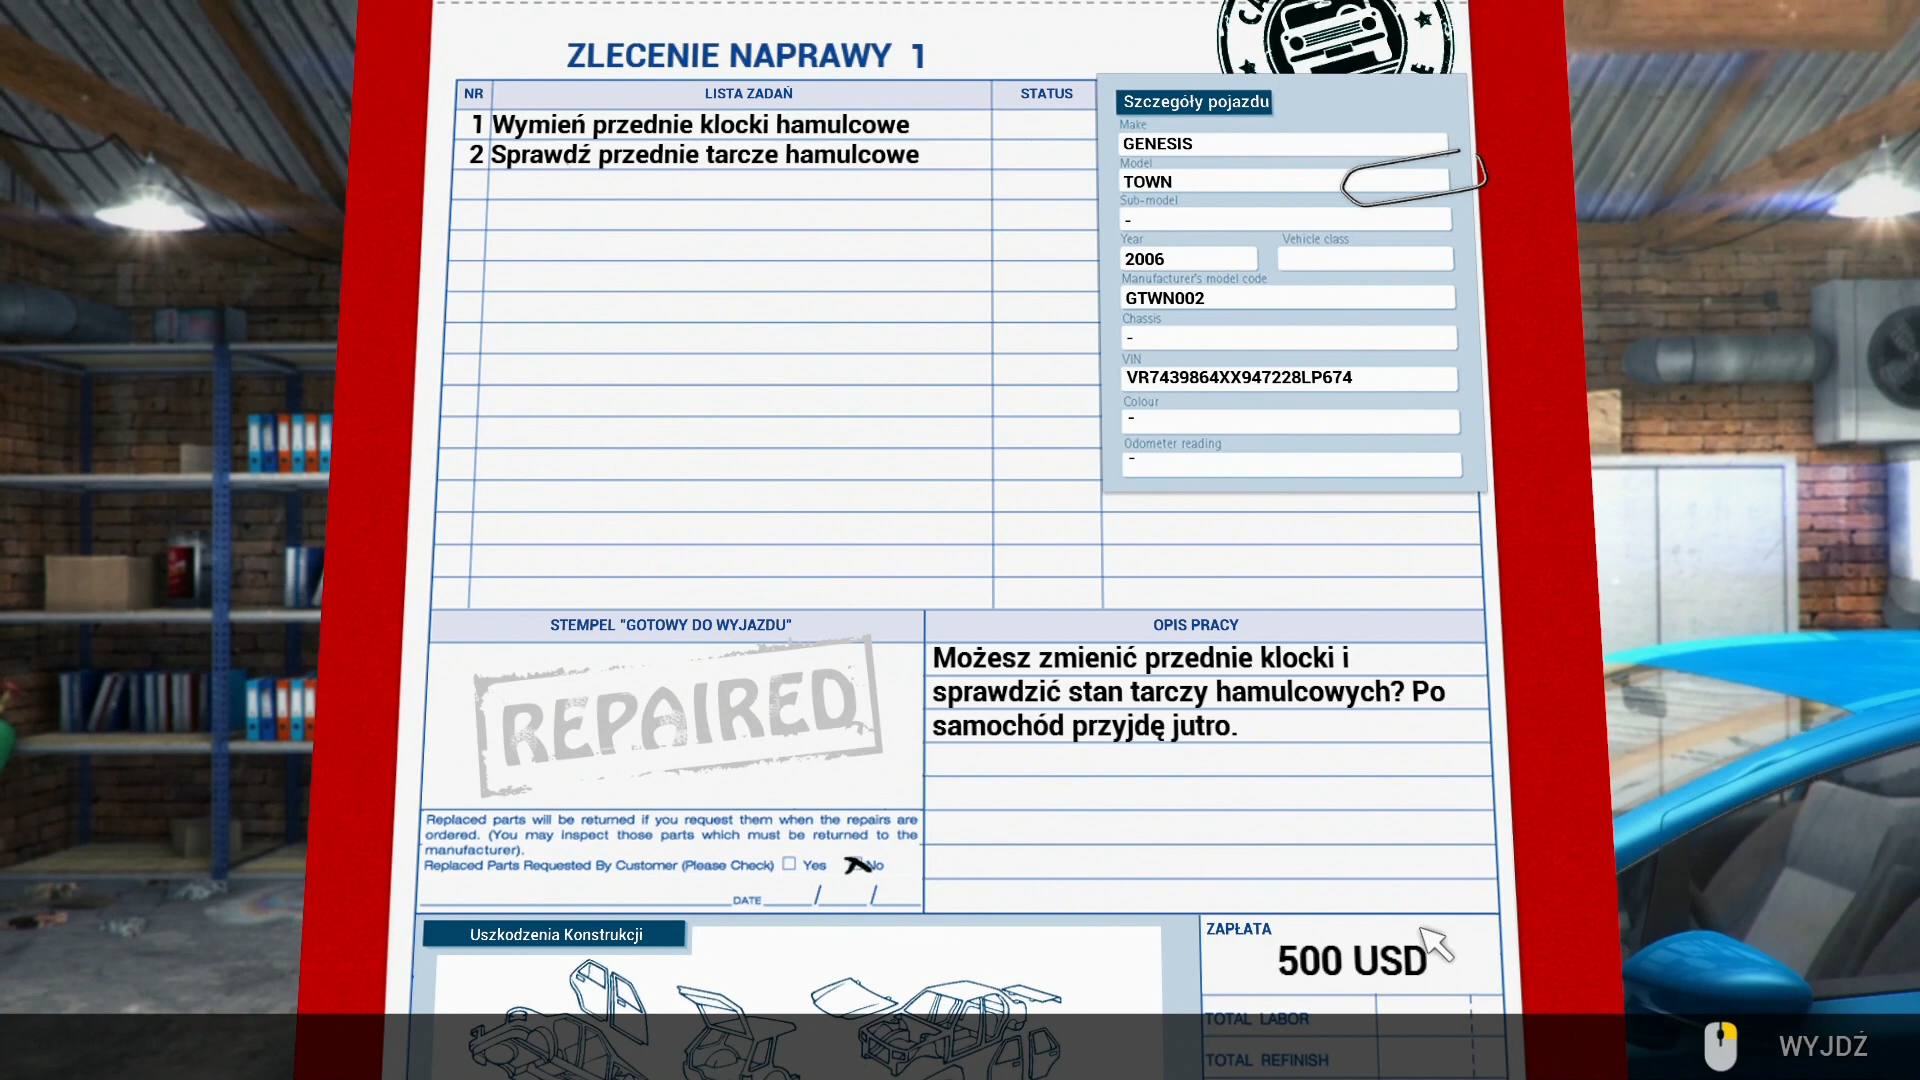 ZLECENIE NAPRAWY 1
NR LISTA ZADAŃ STATUS
1 Wymień przednie klocki hamulcowe
2 Sprawdź przednie tarcze hamulcowe
Szczegóły pojazdu
Make
GENESIS
Model
TOWN
Sub-model
-
Year Vehicle class
2006
Manufacturer's model code
GTWN002
Chassis
-
VIN
VR7439864XX947228LP674
Colour
-
Odometer reading
-
STEMPEL "GOTOWY DO WYJAZDU"
REPAIRED
Replaced parts will be returned if you request them when the repairs are
ordered. (You may inspect those parts which must be returned to the
manufacturer).
Replaced Parts Requested By Customer (Please Check) Yes No
DATE / /
OPIS PRACY
Możesz zmienić przednie klocki i
sprawdzić stan tarczy hamulcowych? Po
samochód przyjdę jutro.
Uszkodzenia Konstrukcji
ZAPŁATA
500 USD
TOTAL LABOR
TOTAL REFINISH
WYJDŹ